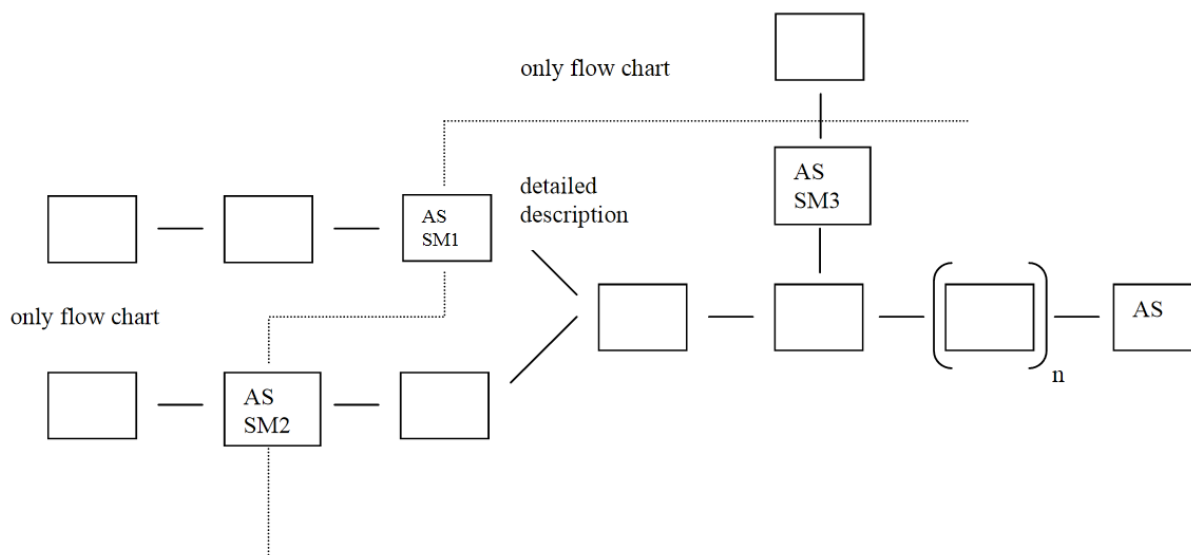 only flow chart
AS
SM3
detailed
description
AS
SM1
only flow chart
AS
n
AS
SM2